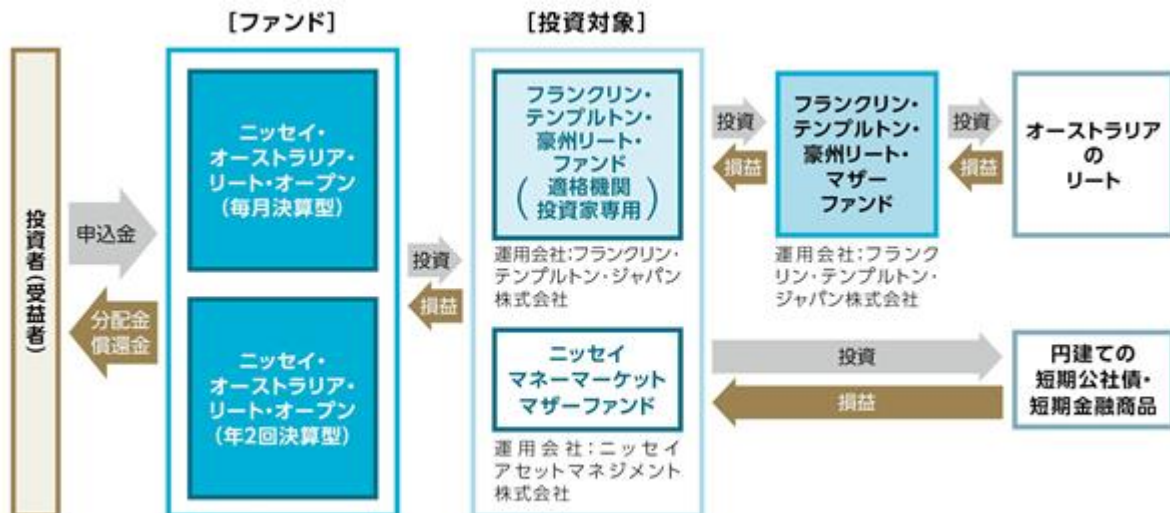 [ファンド]
[投資対象]
投資者(受益者)
申込金
分配金
償還金
ニッセイ・
オーストラリア・
リート・オープン
(毎月決算型)
ニッセイ・
オーストラリア・
リート・オープン
(年2回決算型)
投資
損益
フランクリン・
テンプルトン・
豪州リート・
ファンド
(適格機関
投資家専用)
運用会社:フランクリン・
テンプルトン・ジャパン
株式会社
ニッセイ
マネーマーケット
マザーファンド
運用会社:ニッセイ
アセットマネジメント
株式会社
投資
損益
フランクリン・
テンプルトン・
豪州リート・
マザー
ファンド
運用会社:フランク
リン・テンプルトン・
ジャパン株式会社
投資
損益
オーストラリア
の
リート
投資
損益
円建ての
短期公社債・
短期金融商品